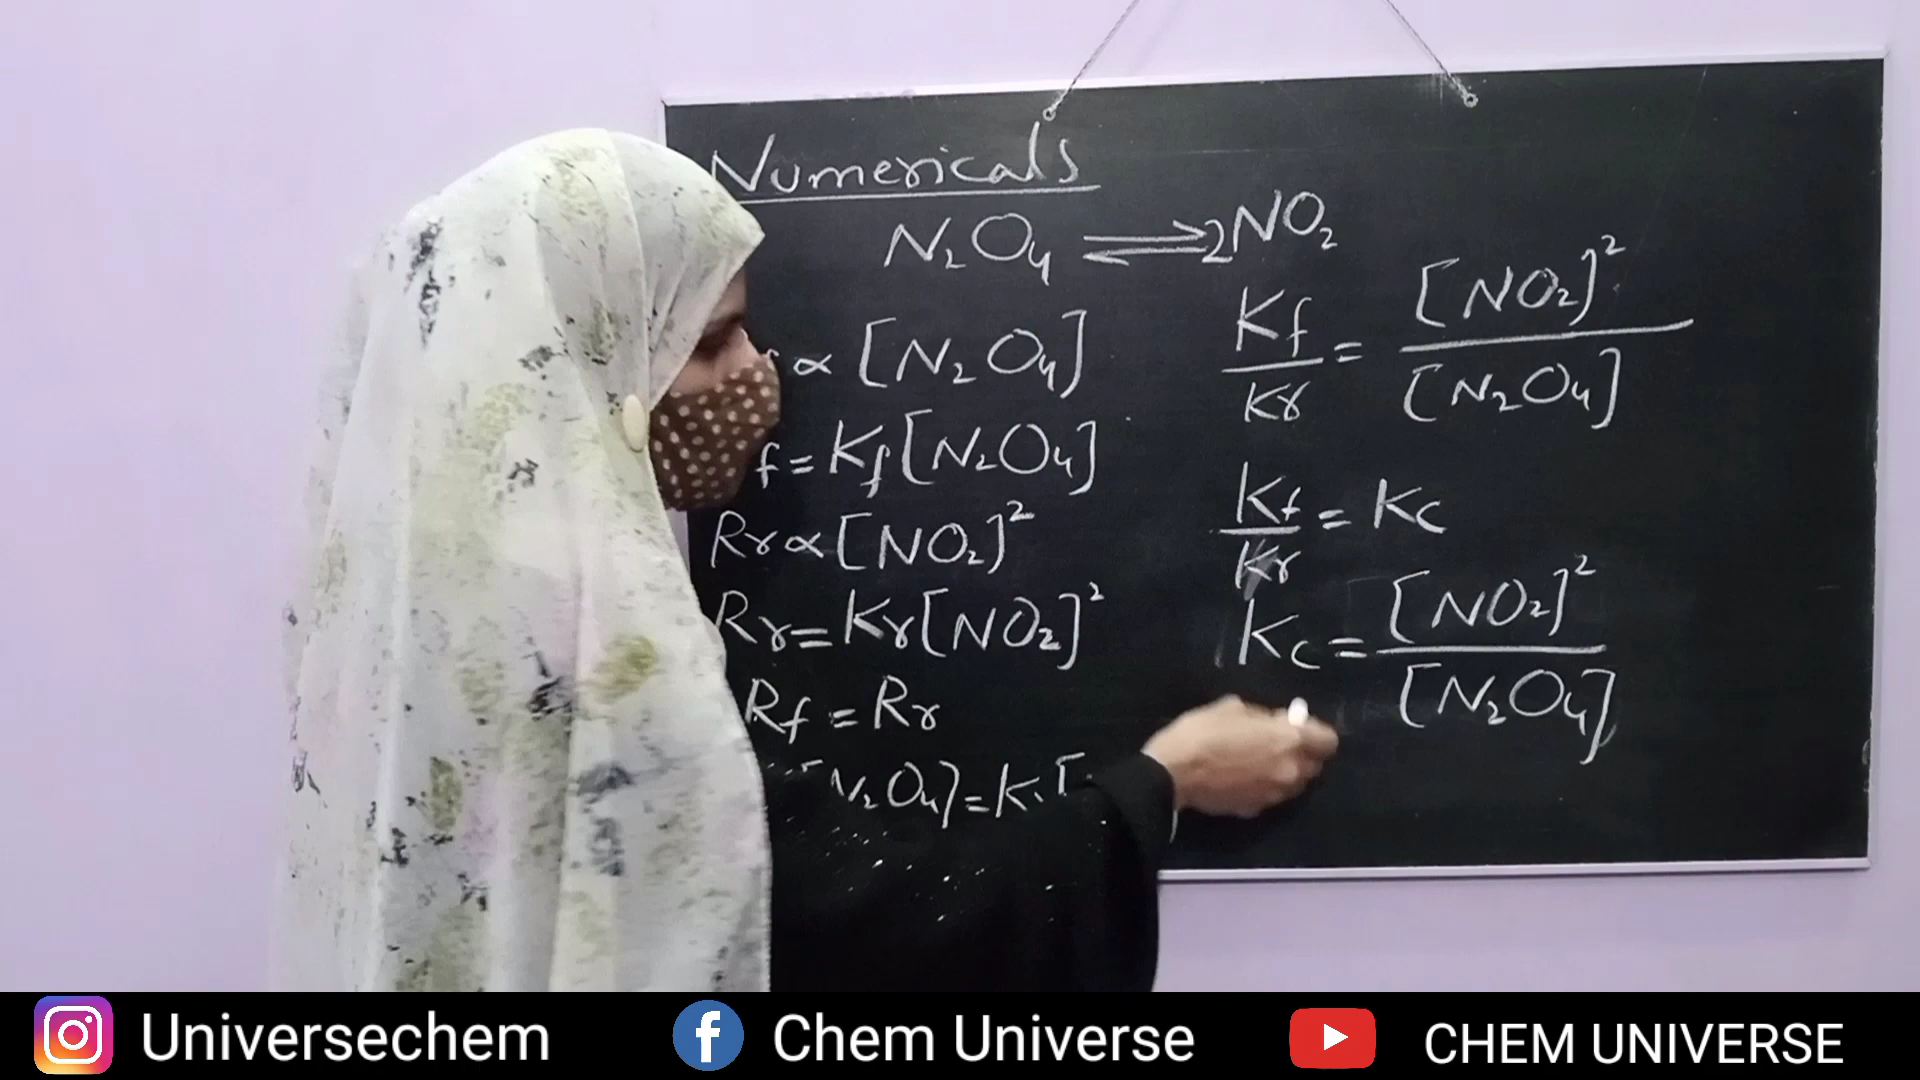 Numericals
N₂O₄ ⇌ 2NO₂
∝ [N₂O₄]
f = Kf [N₂O₄]
Rr ∝ [NO₂]²
Rr = Kr [NO₂]²
Rf = Rr
N₂O₄] = K
Kf/Kr = [NO₂]²/[N₂O₄]
Kf/Kr = Kc
Kc = [NO₂]²/[N₂O₄]
Universechem
Chem Universe
CHEM UNIVERSE